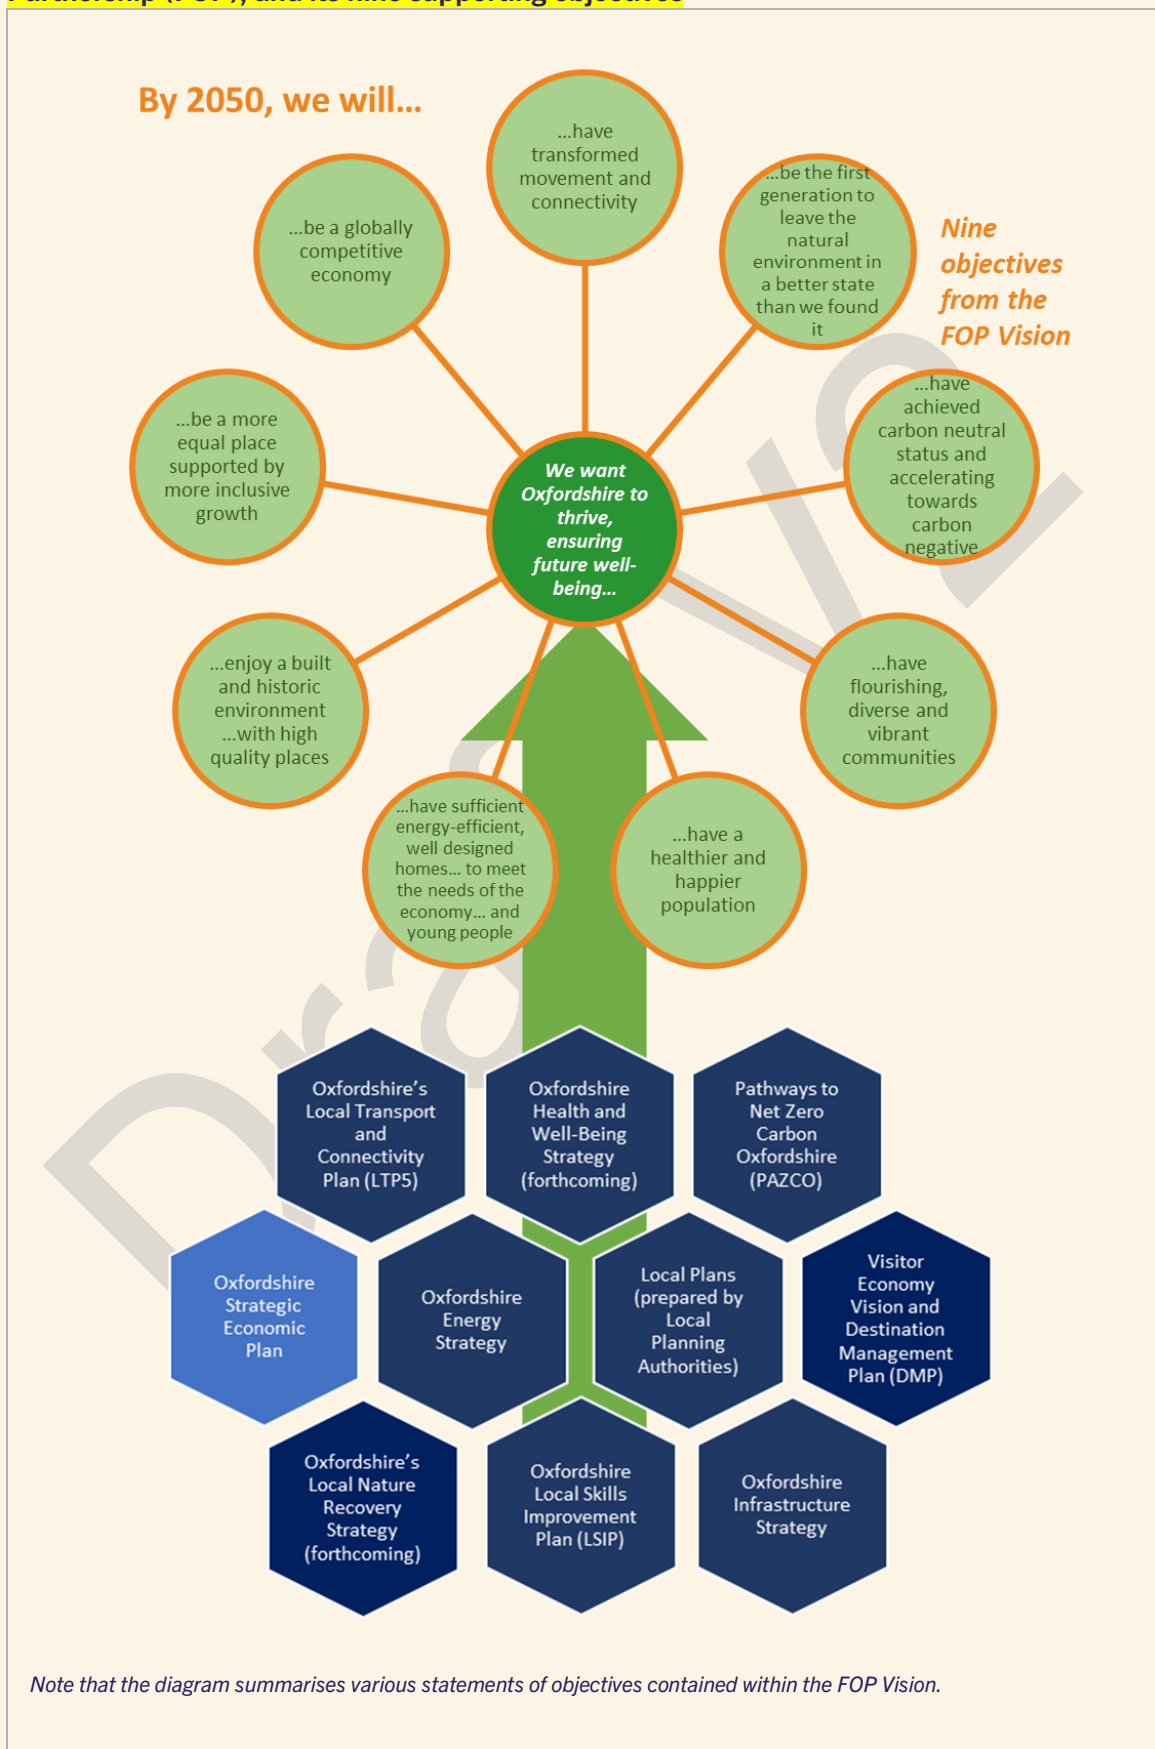 Partnership (FOP), and its nine supporting objectives
By 2050, we will...
...have
transformed
movement and
connectivity
...be the first
generation to
leave the
natural
environment in
a better state
than we found
it
...be a globally
competitive
economy
Nine
objectives
from the
FOP Vision
...have
achieved
carbon neutral
status and
accelerating
towards
carbon
negative
...be a more
equal place
supported by
more inclusive
growth
We want
Oxfordshire to
thrive,
ensuring
future well-
being...
...enjoy a built
and historic
environment
...with high
quality places
...have
flourishing,
diverse and
vibrant
communities
...have sufficient
energy-efficient,
well designed
homes... to meet
the needs of the
economy... and
young people
...have a
healthier and
happier
population
Oxfordshire's
Local Transport
and
Connectivity
Plan (LTP5)
Oxfordshire
Health and
Well-Being
Strategy
(forthcoming)
Pathways to
Net Zero
Carbon
Oxfordshire
(PAZCO)
Oxfordshire
Strategic
Economic
Plan
Oxfordshire
Energy
Strategy
Local Plans
(prepared by
Local
Planning
Authorities)
Visitor
Economy
Vision and
Destination
Management
Plan (DMP)
Oxfordshire's
Local Nature
Recovery
Strategy
(forthcoming)
Oxfordshire
Local Skills
Improvement
Plan (LSIP)
Oxfordshire
Infrastructure
Strategy
Note that the diagram summarises various statements of objectives contained within the FOP Vision.